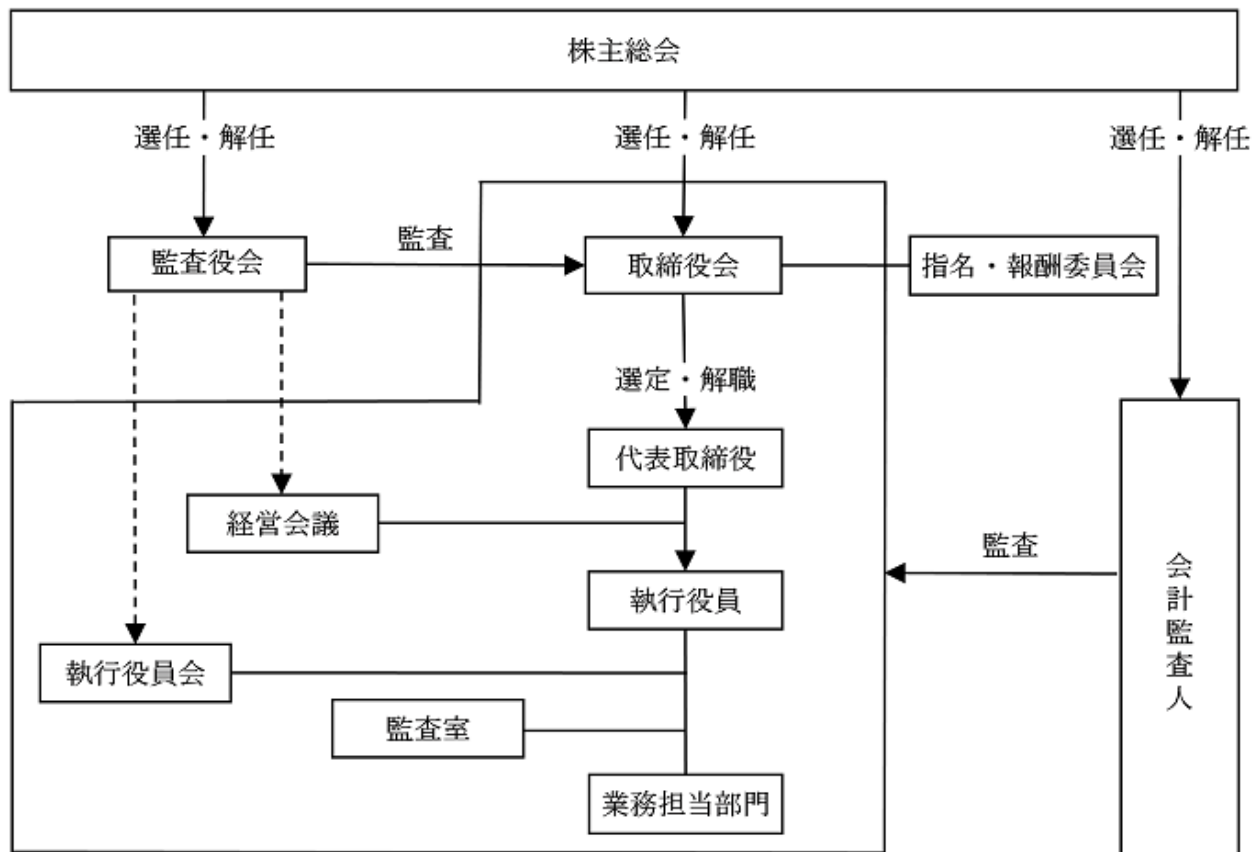 株主総会
選任・解任
選任・解任
選任・解任
監査役会
監査
取締役会
指名・報酬委員会
選定・解職
代表取締役
経営会議
監査
執行役員
会計監査人
執行役員会
監査室
業務担当部門